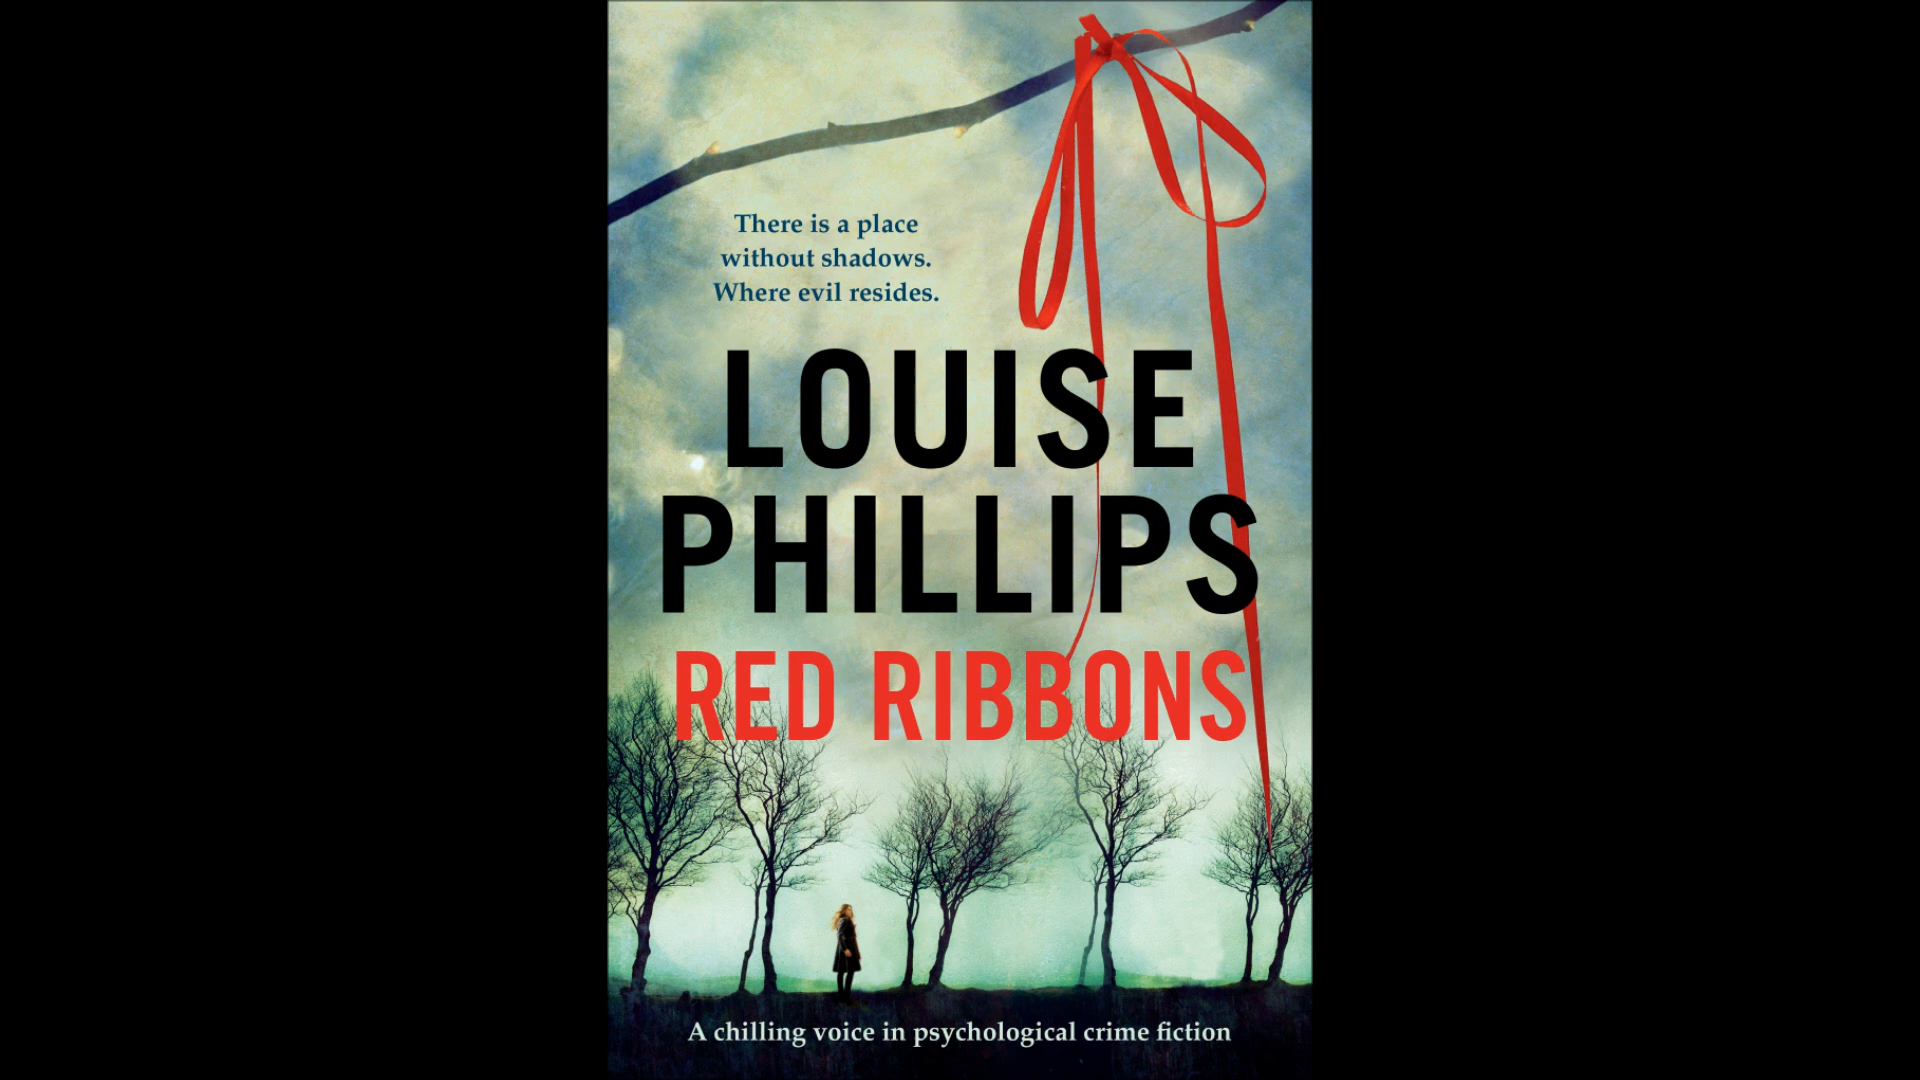 There is a place
without shadows.
Where evil resides.
LOUISE
PHILLIPS
RED RIBBONS
A chilling voice in psychological crime fiction